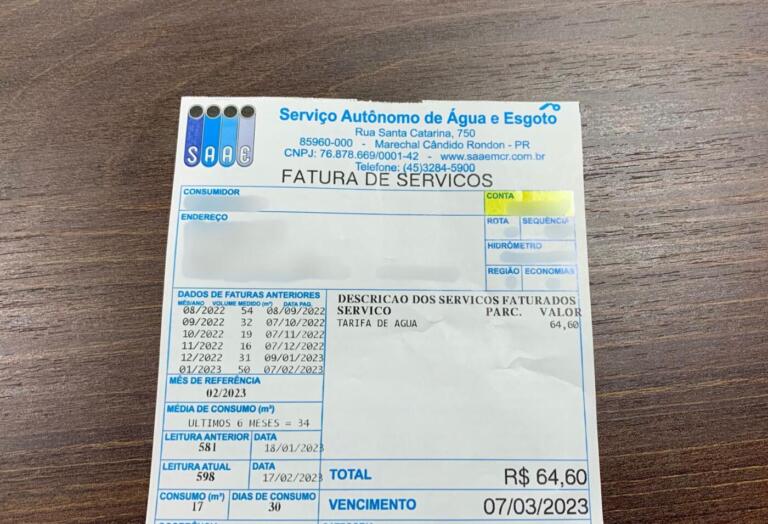 SAAE
Serviço Autônomo de Água e Esgoto
Rua Santa Catarina, 750
85960-000 - Marechal Cândido Rondon - PR
CNPJ: 76.878.669/0001-42 - www.saaemcr.com.br
Telefone: (45)3284-5900
FATURA DE SERVICOS
CONSUMIDOR
CONTA
ENDEREÇO
ROTA SEQUÊNCIA
HIDRÔMETRO
REGIÃO ECONOMIAS
DADOS DE FATURAS ANTERIORES
MÊS/ANO VOLUME MEDIDO (m³) DATA PAG.
08/2022 54 08/09/2022
09/2022 32 07/10/2022
10/2022 19 07/11/2022
11/2022 16 07/12/2022
12/2022 31 09/01/2023
01/2023 50 07/02/2023
DESCRICAO DOS SERVICOS FATURADOS
SERVICO PARC. VALOR
TARIFA DE AGUA 64,60
MÊS DE REFERÊNCIA
02/2023
MÉDIA DE CONSUMO (m³)
ULTIMOS 6 MESES = 34
LEITURA ANTERIOR DATA
581 18/01/2023
LEITURA ATUAL DATA
598 17/02/2023
TOTAL R$ 64,60
CONSUMO (m³) DIAS DE CONSUMO
17 30
VENCIMENTO 07/03/2023